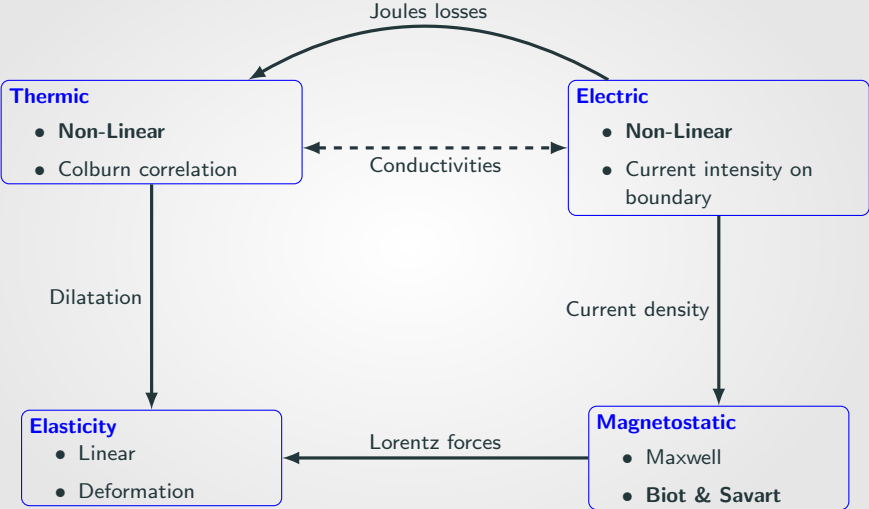 Joules losses
Thermic
• Non-Linear
• Colburn correlation
Conductivities
Electric
• Non-Linear
• Current intensity on
boundary
Dilatation
Current density
Elasticity
• Linear
• Deformation
Lorentz forces
Magnetostatic
• Maxwell
• Biot & Savart